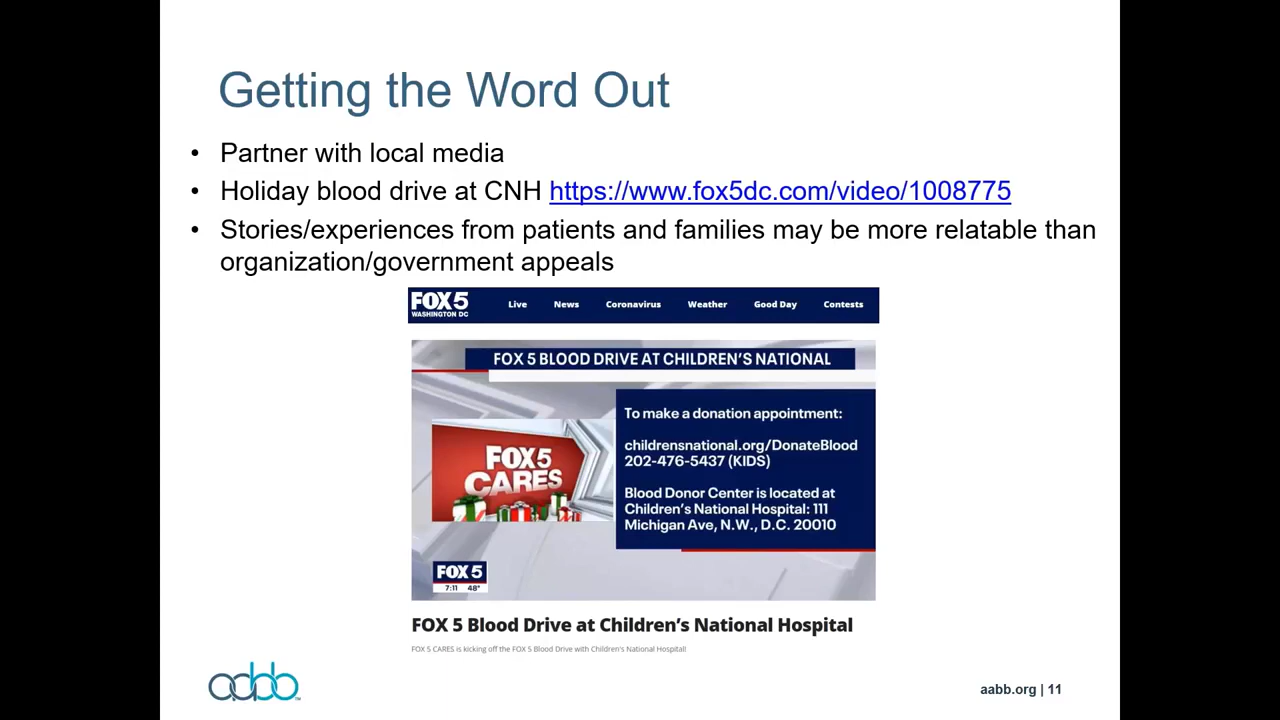 Getting the Word Out
• Partner with local media
• Holiday blood drive at CNH https://www.fox5dc.com/video/1008775
• Stories/experiences from patients and families may be more relatable than
organization/government appeals
FOX 5
WASHINGTON DC
Live News Coronavirus Weather Good Day Contests
FOX 5 BLOOD DRIVE AT CHILDREN'S NATIONAL
To make a donation appointment:
childrensnational.org/DonateBlood
202-476-5437 (KIDS)
Blood Donor Center is located at
Children's National Hospital: 111
Michigan Ave, N.W., D.C. 20010
FOX 5
CARES
FOX 5
7:11 48°
FOX 5 Blood Drive at Children's National Hospital
FOX 5 CARES is kicking off the FOX 5 Blood Drive with Children's National Hospital!
aabb
aabb.org | 11